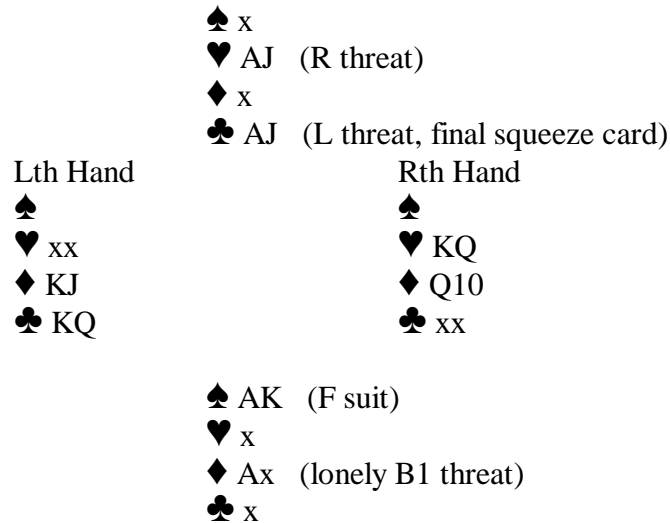 ♠ x
♥ AJ (R threat)
♦ x
♣ AJ (L threat, final squeeze card)
Lth Hand Rth Hand
♠ ♠
♥ xx ♥ KQ
♦ KJ ♦ Q10
♣ KQ ♣ xx
♠ AK (F suit)
♥ x
♦ Ax (lonely B1 threat)
♣ x